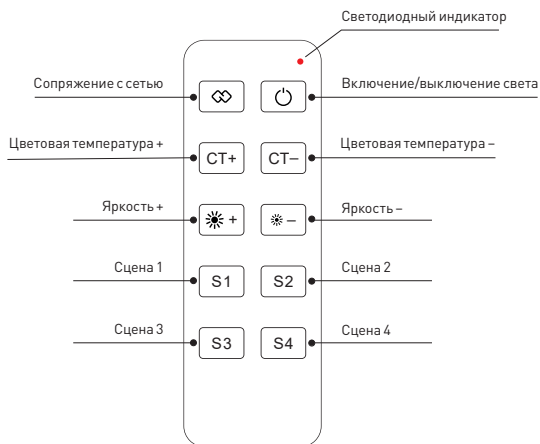 Светодиодный индикатор
Сопряжение с сетью
Включение/выключение света
Цветовая температура +
CT+
CT–
Цветовая температура –
Яркость +
+
–
Яркость –
Сцена 1
S1
S2
Сцена 2
Сцена 3
S3
S4
Сцена 4